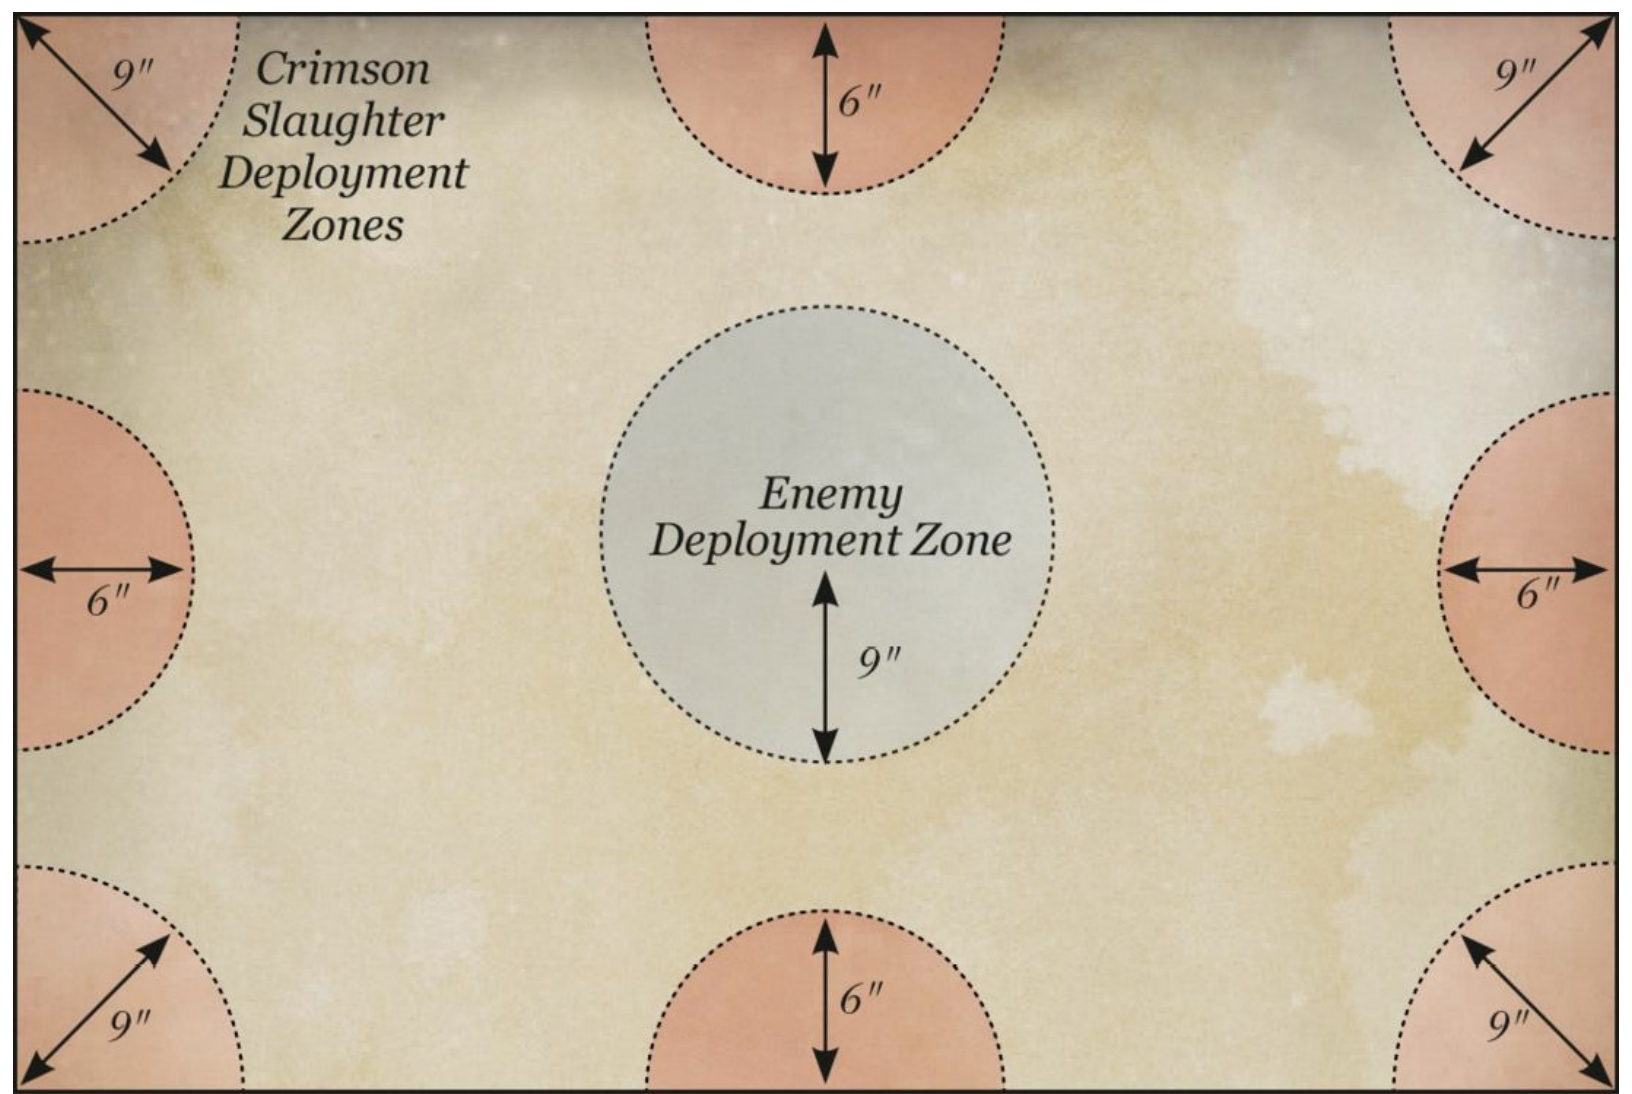 9"
Crimson
Slaughter
Deployment
Zones
6"
9"
Enemy
Deployment Zone
6"
6"
9"
9"
6"
9"